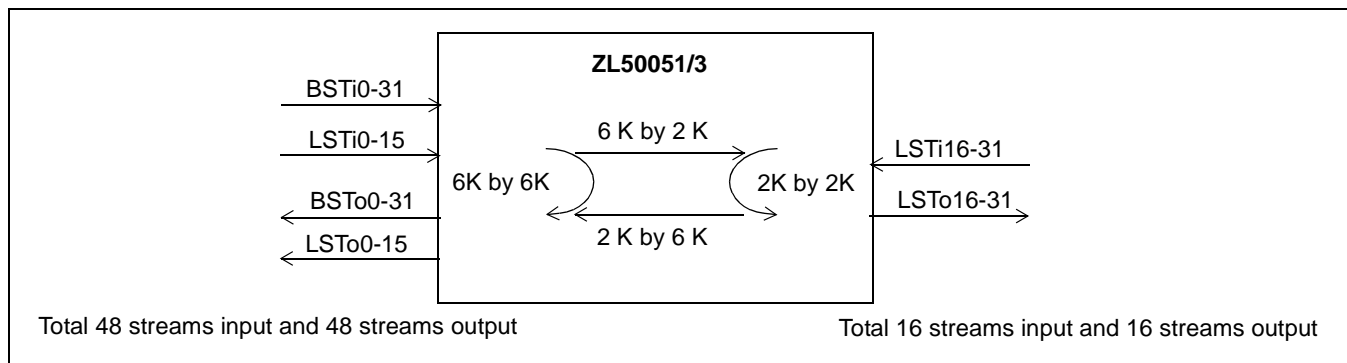 ZL50051/3
BSTi0-31
LSTi0-15
6 K by 2 K
LSTi16-31
6K by 6K
2K by 2K
BSTo0-31
LSTo16-31
2 K by 6 K
LSTo0-15
Total 48 streams input and 48 streams output
Total 16 streams input and 16 streams output